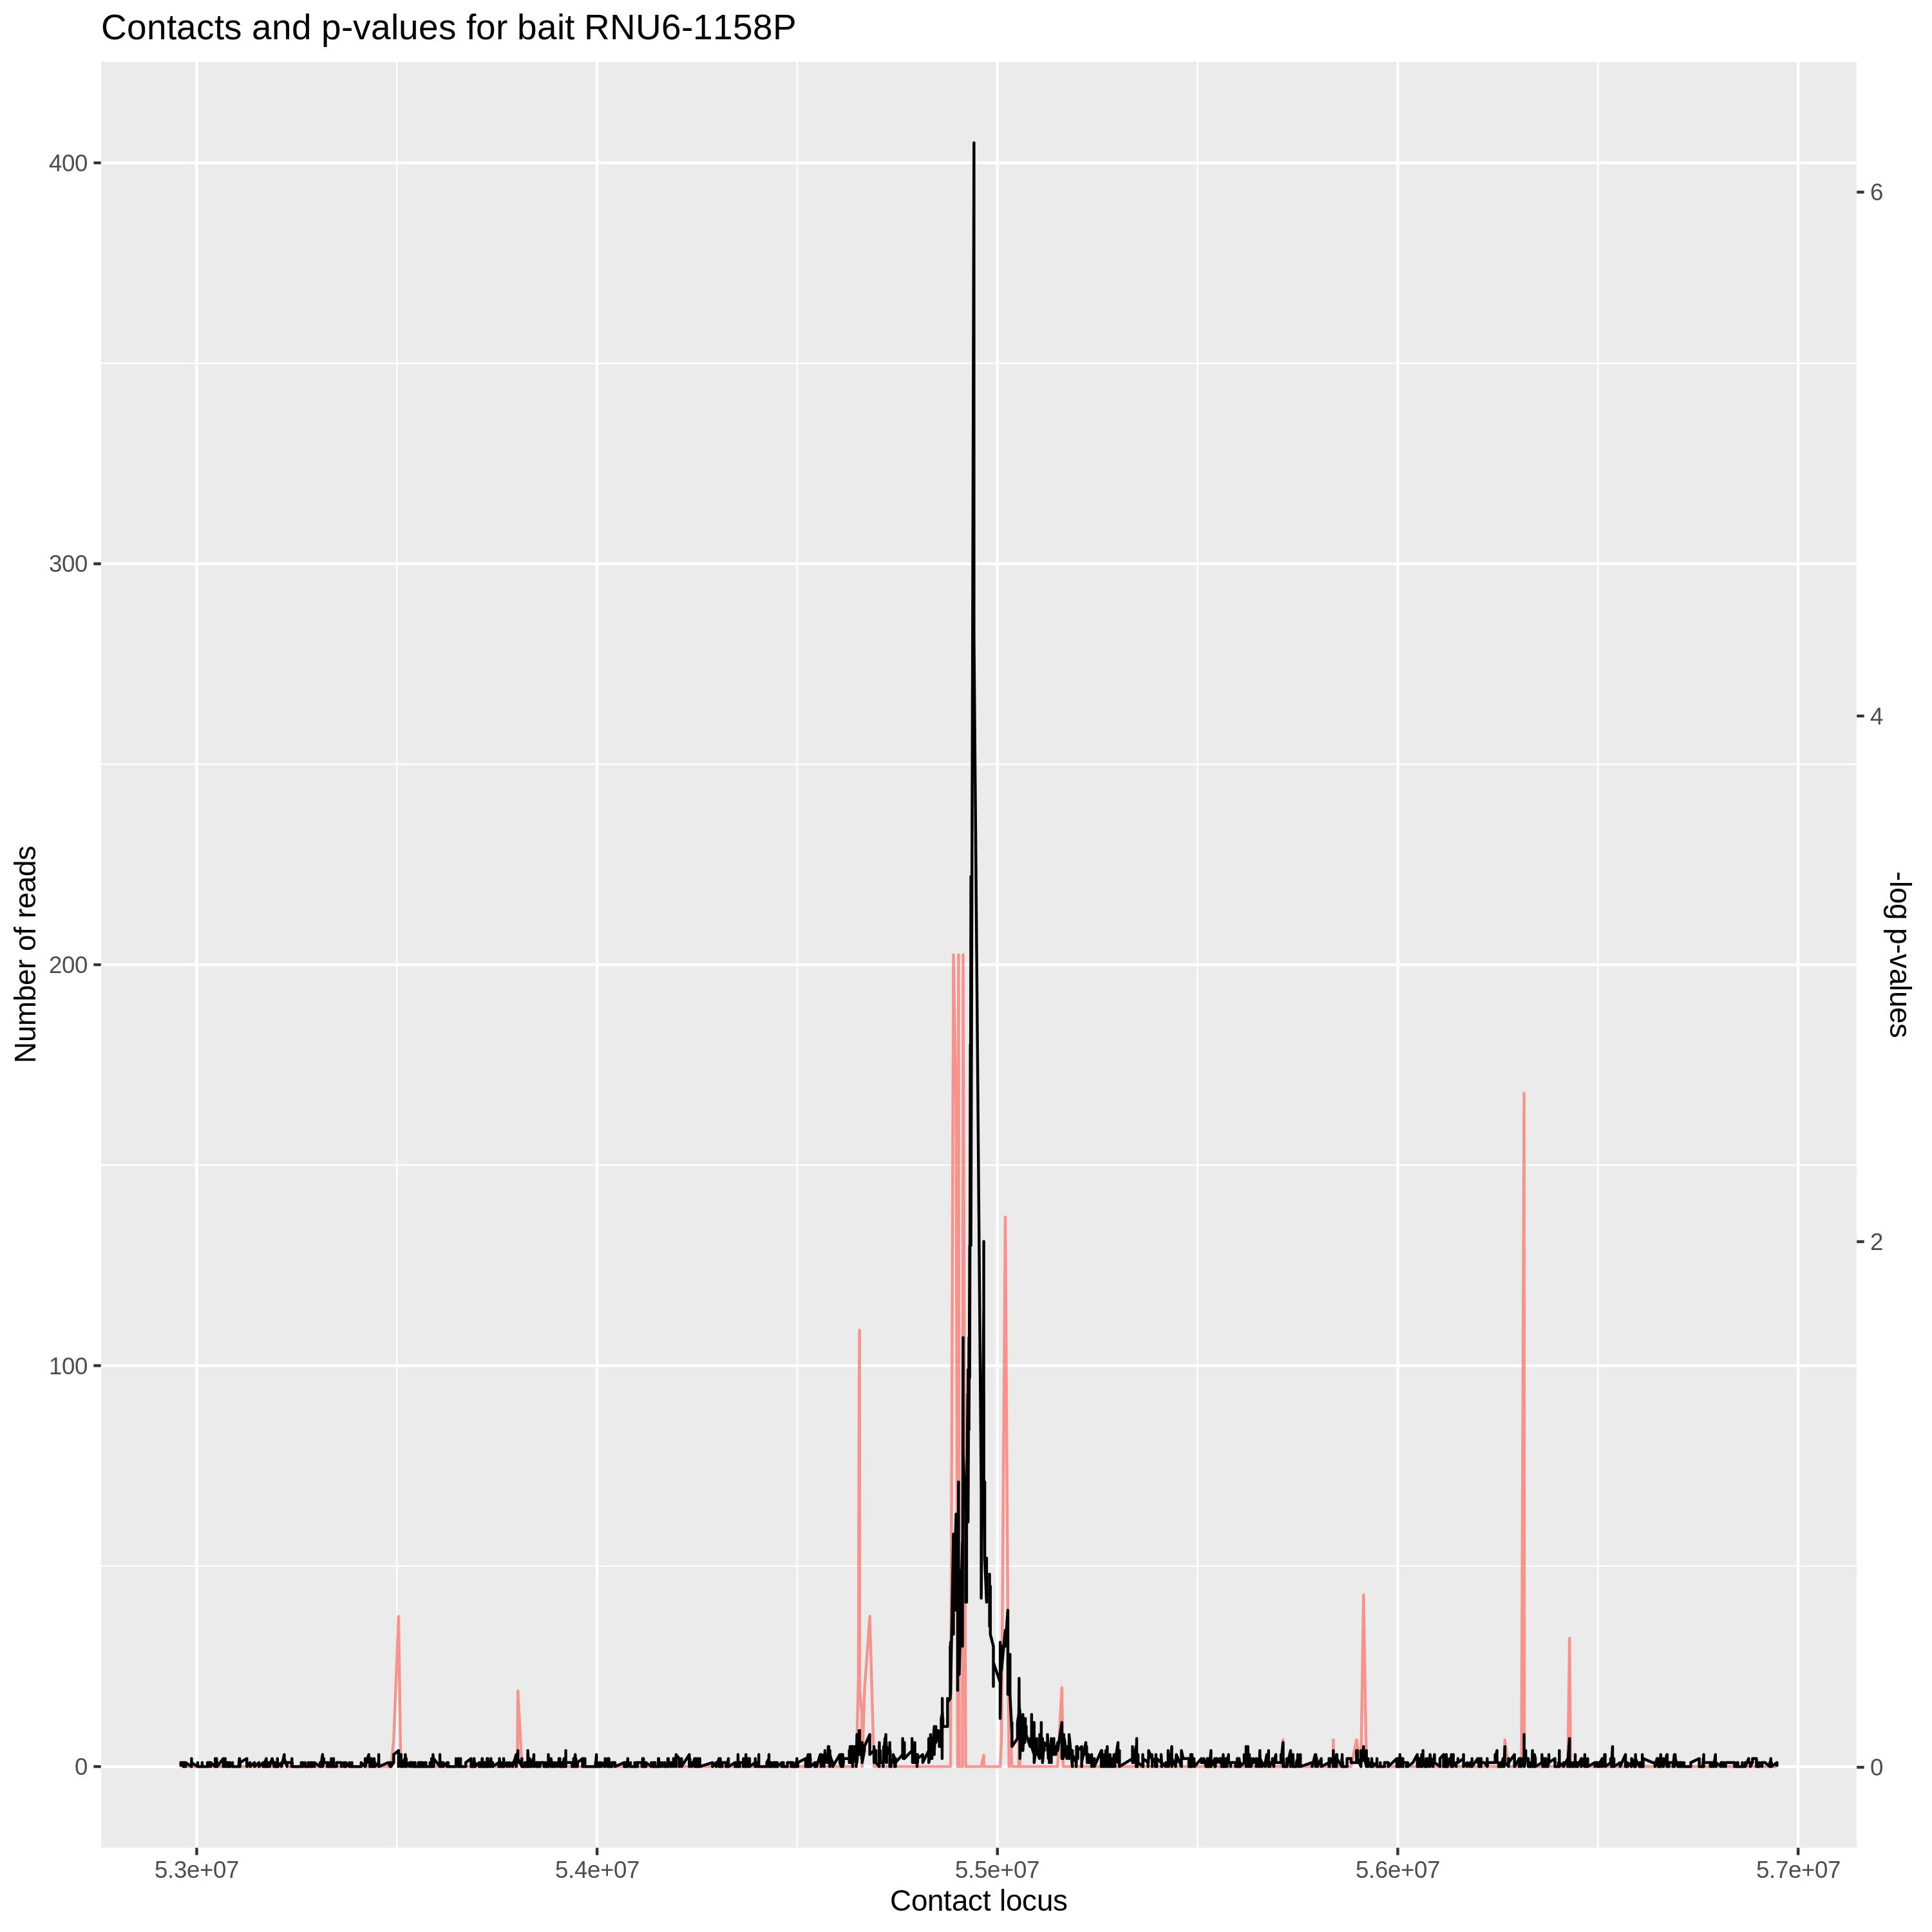 Contacts and p-values for bait RNU6-1158P
400
300
200
100
0
6
4
2
0
Number of reads
-log p-values
5.3e+07
5.4e+07
5.5e+07
5.6e+07
5.7e+07
Contact locus